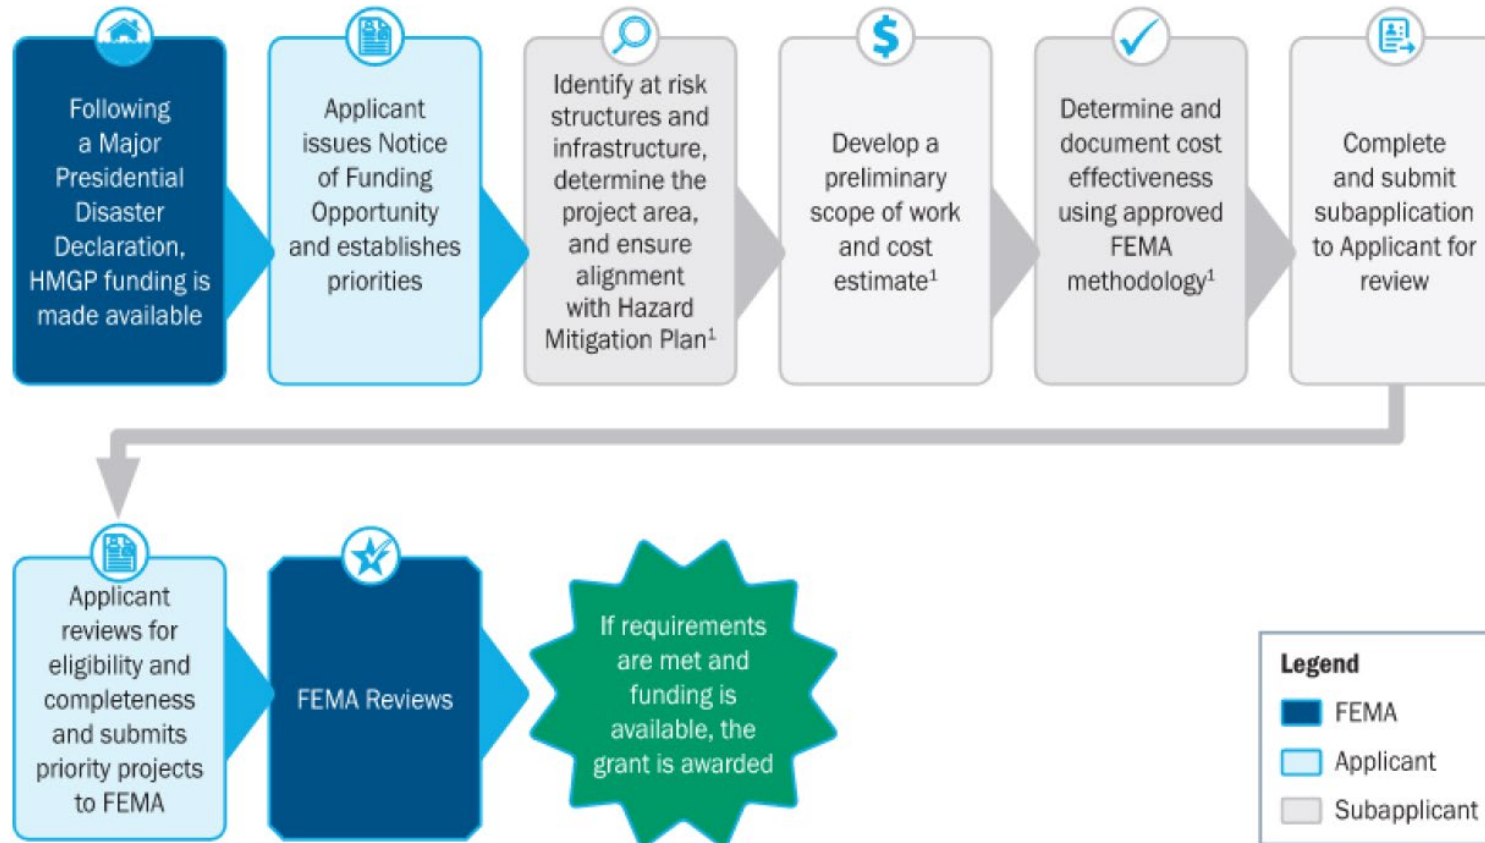 Following
a Major
Presidential
Disaster
Declaration,
HMGP funding is
made available
Applicant
issues Notice
of Funding
Opportunity
and establishes
priorities
Identify at risk
structures and
infrastructure,
determine the
project area,
and ensure
alignment
with Hazard
Mitigation Plan¹
$
Develop a
preliminary
scope of work
and cost
estimate¹
Determine and
document cost
effectiveness
using approved
FEMA
methodology¹
Complete
and submit
subapplication
to Applicant for
review
Applicant
reviews for
eligibility and
completeness
and submits
priority projects
to FEMA
FEMA Reviews
If requirements
are met and
funding is
available, the
grant is awarded
Legend
FEMA
Applicant
Subapplicant